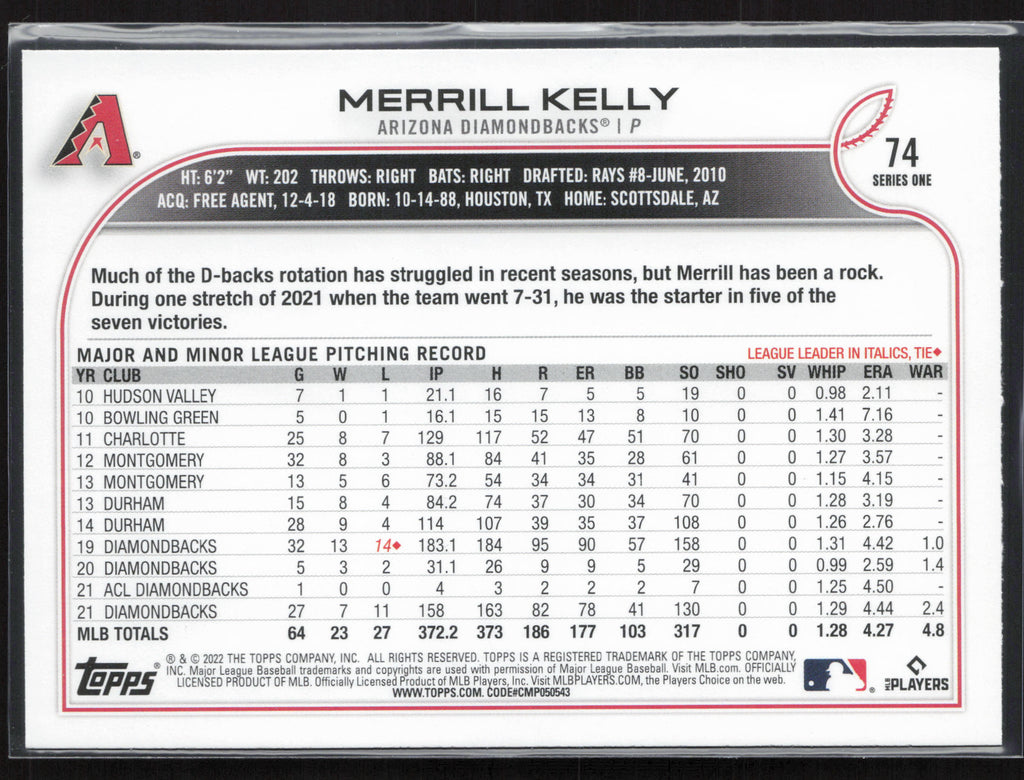 MERRILL KELLY
ARIZONA DIAMONDBACKS® | P
A®
74
SERIES ONE
HT: 6'2" WT: 202 THROWS: RIGHT BATS: RIGHT DRAFTED: RAYS #8-JUNE, 2010
ACQ: FREE AGENT, 12-4-18 BORN: 10-14-88, HOUSTON, TX HOME: SCOTTSDALE, AZ
Much of the D-backs rotation has struggled in recent seasons, but Merrill has been a rock.
During one stretch of 2021 when the team went 7-31, he was the starter in five of the
seven victories.
MAJOR AND MINOR LEAGUE PITCHING RECORD LEAGUE LEADER IN ITALICS, TIE♦
YR CLUB G W L IP H R ER BB SO SHO SV WHIP ERA WAR
10 HUDSON VALLEY 7 1 1 21.1 16 7 5 5 19 0 0 0.98 2.11 -
10 BOWLING GREEN 5 0 1 16.1 15 15 13 8 10 0 0 1.41 7.16 -
11 CHARLOTTE 25 8 7 129 117 52 47 51 70 0 0 1.30 3.28 -
12 MONTGOMERY 32 8 3 88.1 84 41 35 28 61 0 0 1.27 3.57 -
13 MONTGOMERY 13 5 6 73.2 54 34 34 31 41 0 0 1.15 4.15 -
13 DURHAM 15 8 4 84.2 74 37 30 34 70 0 0 1.28 3.19 -
14 DURHAM 28 9 4 114 107 39 35 37 108 0 0 1.26 2.76 -
19 DIAMONDBACKS 32 13 14♦ 183.1 184 95 90 57 158 0 0 1.31 4.42 1.0
20 DIAMONDBACKS 5 3 2 31.1 26 9 9 5 29 0 0 0.99 2.59 1.4
21 ACL DIAMONDBACKS 1 0 0 4 3 2 2 2 7 0 0 1.25 4.50 -
21 DIAMONDBACKS 27 7 11 158 163 82 78 41 130 0 0 1.29 4.44 2.4
MLB TOTALS 64 23 27 372.2 373 186 177 103 317 0 0 1.28 4.27 4.8
Topps®
® & © 2022 THE TOPPS COMPANY, INC. ALL RIGHTS RESERVED. TOPPS IS A REGISTERED TRADEMARK OF THE TOPPS COMPANY,
INC. Major League Baseball trademarks and copyrights are used with permission of Major League Baseball. Visit MLB.com. OFFICIALLY
LICENSED PRODUCT OF MLB. Officially Licensed Product of MLB Players, Inc. Visit MLBPLAYERS.COM, the Players Choice on the web.
WWW.TOPPS.COM. CODE#CMP050543
®
MLB PLAYERS